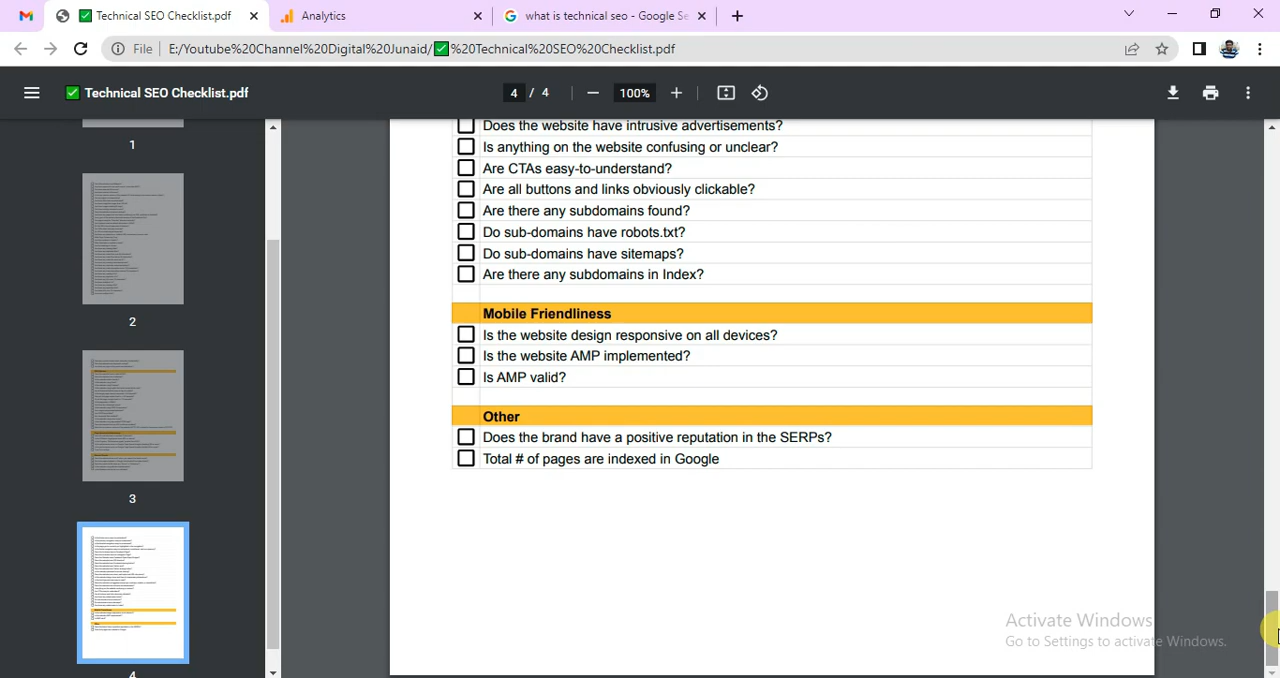 Technical SEO Checklist.pdf
Analytics
what is technical seo - Google Se
File
E:/Youtube%20Channel%20Digital%20Junaid/✅%20Technical%20SEO%20Checklist.pdf
✅ Technical SEO Checklist.pdf
4 / 4
100%
1
2
3
4
Does the website have intrusive advertisements?
Is anything on the website confusing or unclear?
Are CTAs easy-to-understand?
Are all buttons and links obviously clickable?
Are there any subdomains found?
Do sub-domains have robots.txt?
Do sub-domains have sitemaps?
Are there any subdomains in Index?
Mobile Friendliness
Is the website design responsive on all devices?
Is the website AMP implemented?
Is AMP valid?
Other
Does the brand have a positive reputation in the SERPs?
Total # of pages are indexed in Google
Activate Windows
Go to Settings to activate Windows.